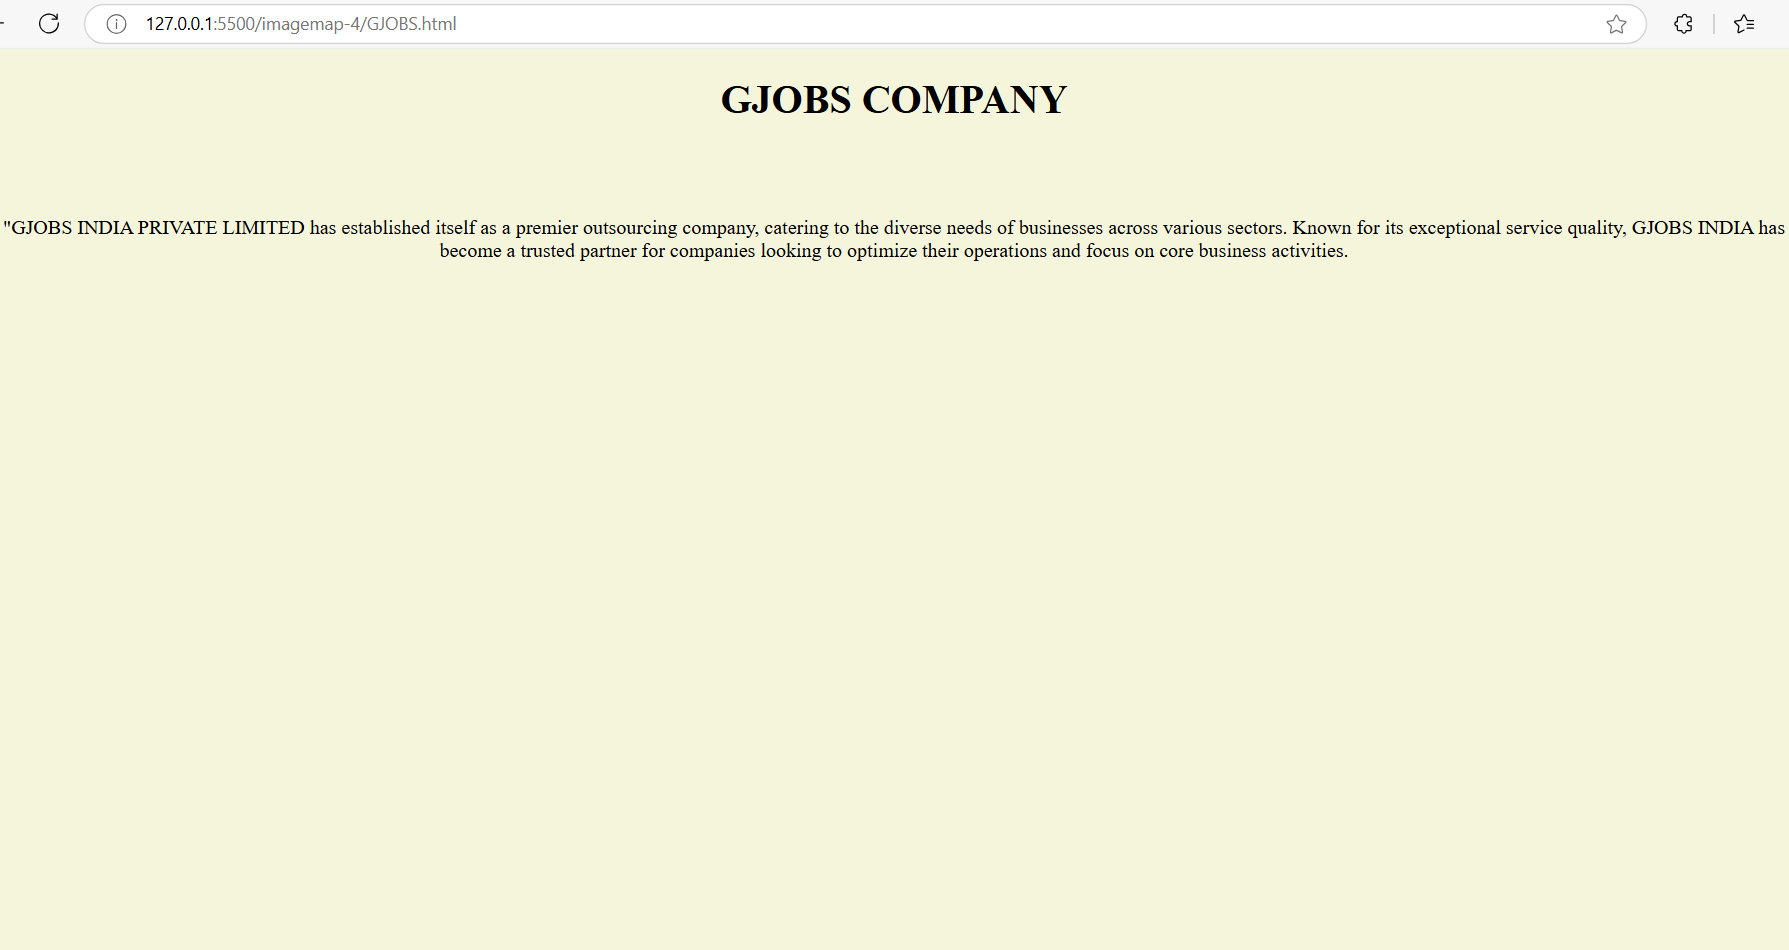 127.0.0.1:5500/imagemap-4/GJOBS.html
GJOBS COMPANY
"GJOBS INDIA PRIVATE LIMITED has established itself as a premier outsourcing company, catering to the diverse needs of businesses across various sectors. Known for its exceptional service quality, GJOBS INDIA has
become a trusted partner for companies looking to optimize their operations and focus on core business activities.